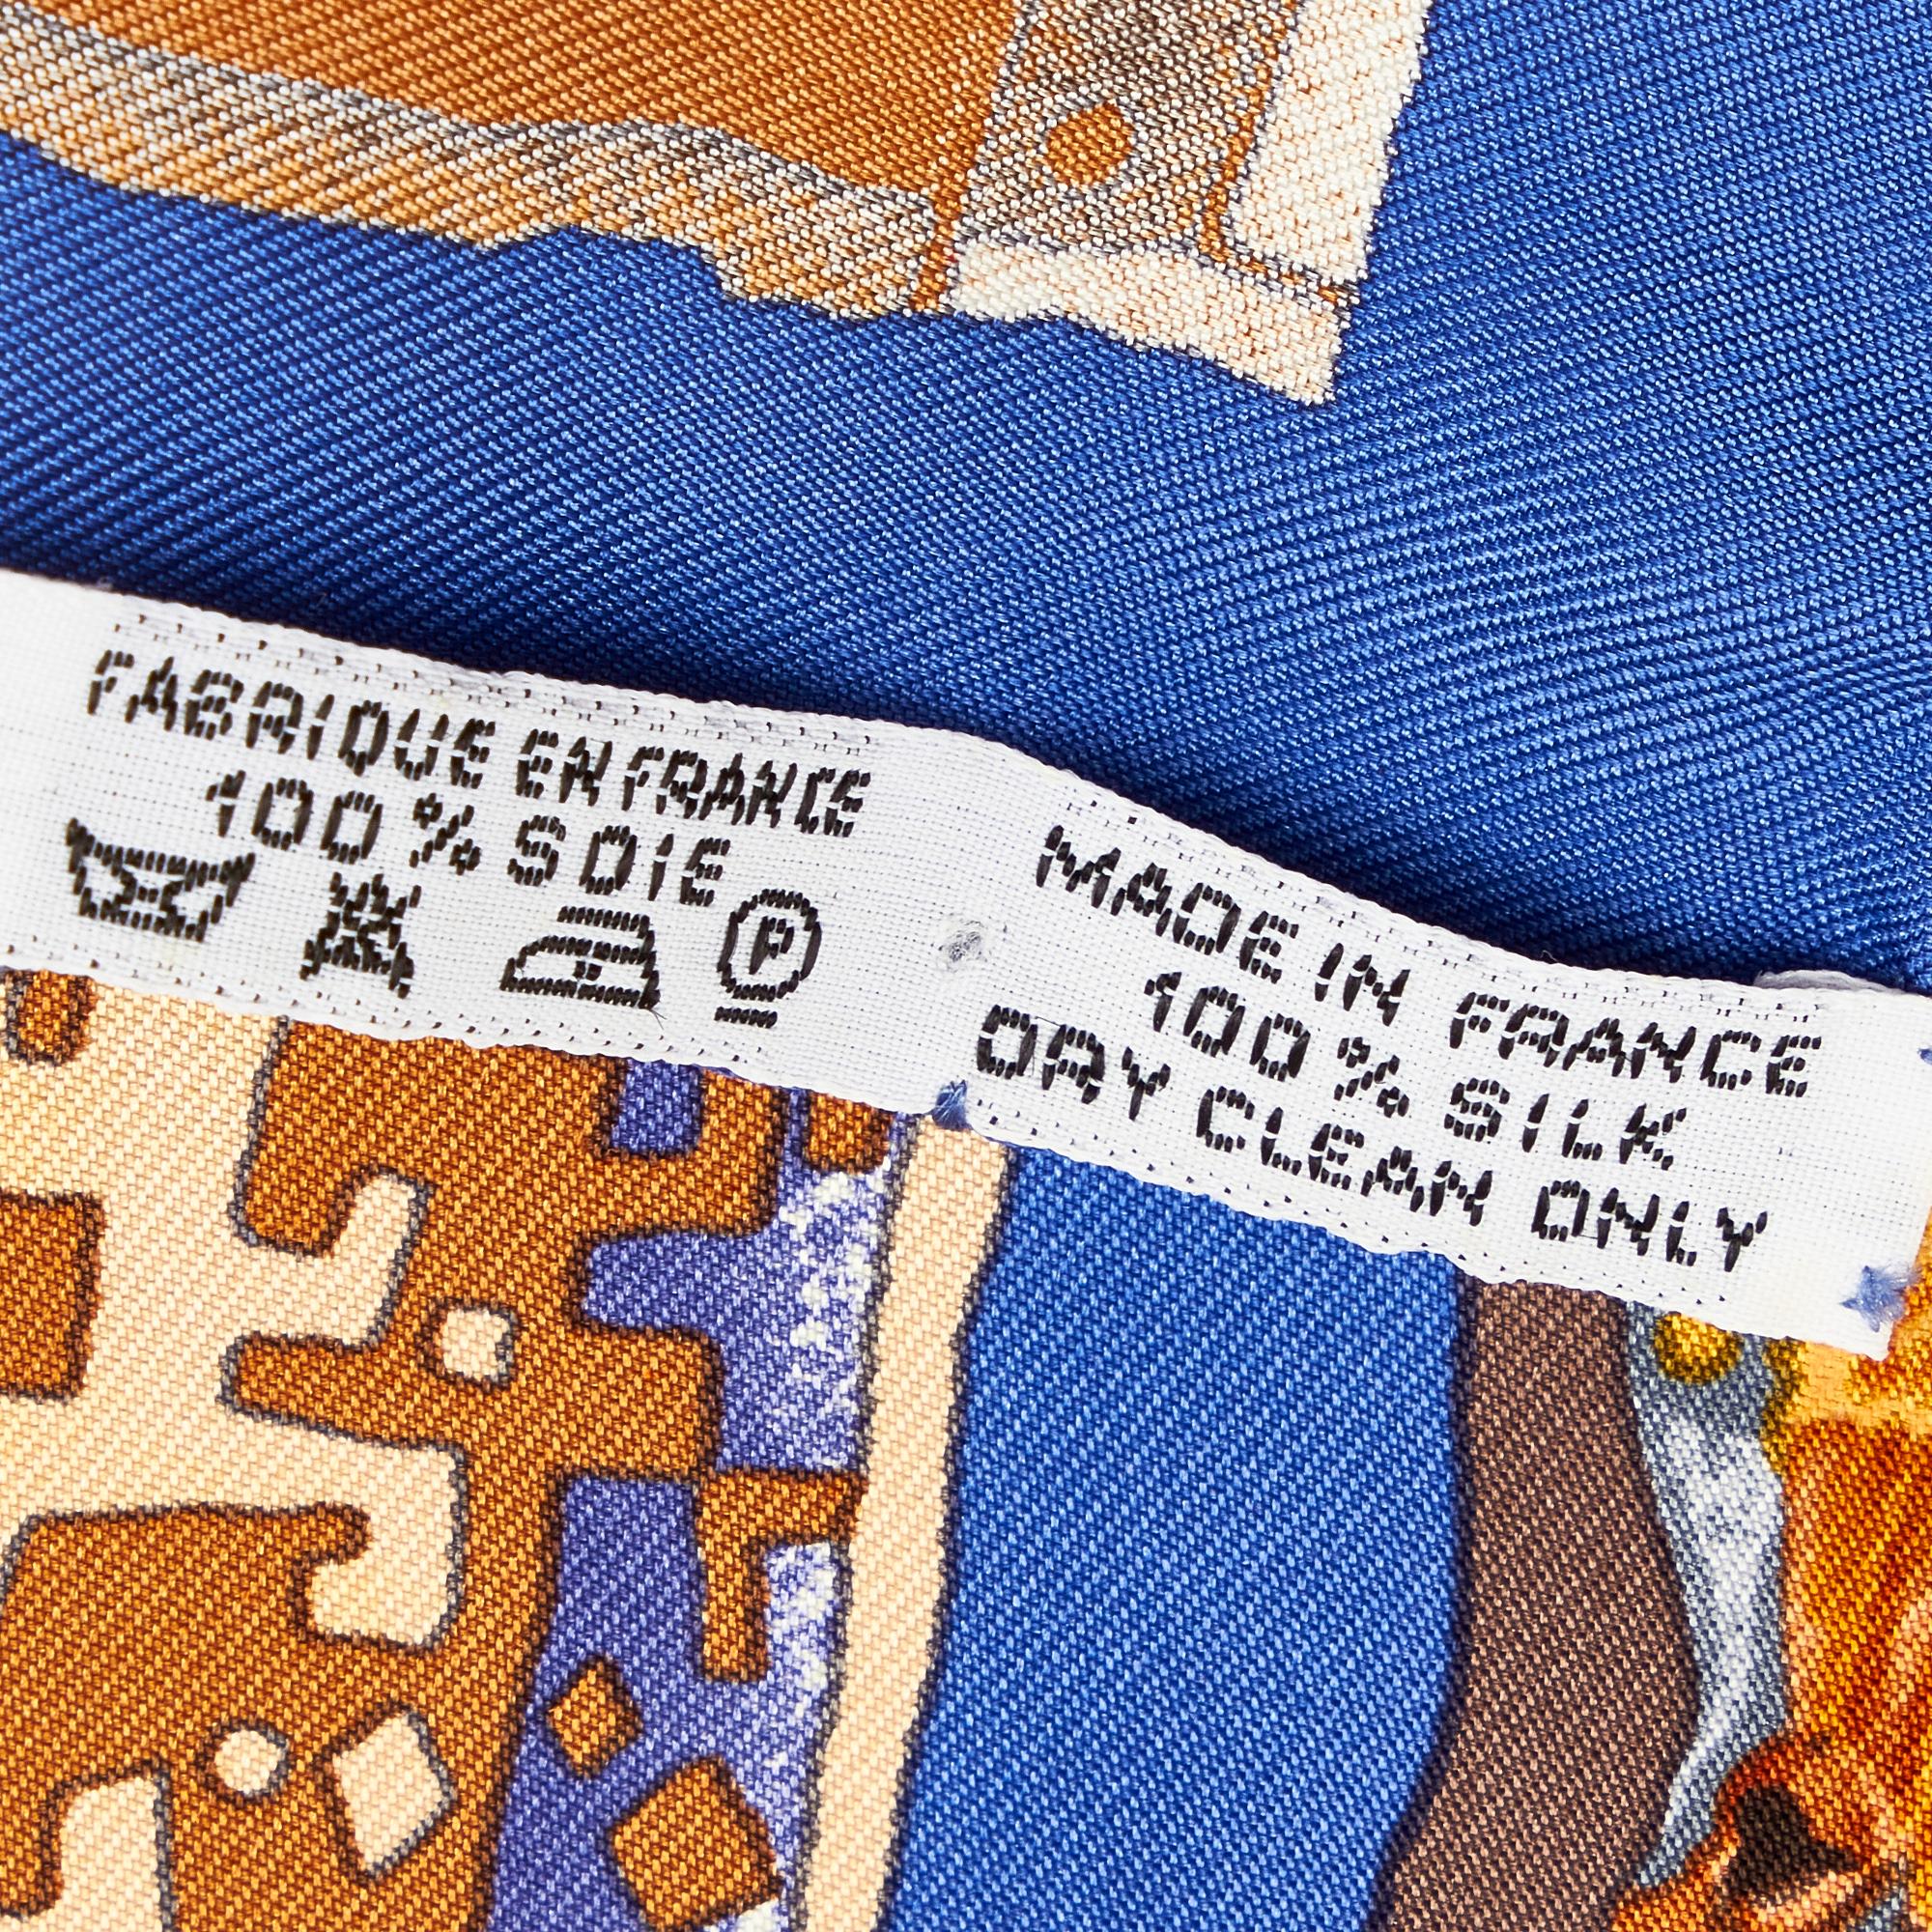 FABRIQUE EN FRANCE
100 % SOIE
P
MADE IN FRANCE
100 % SILK
DRY CLEAN ONLY